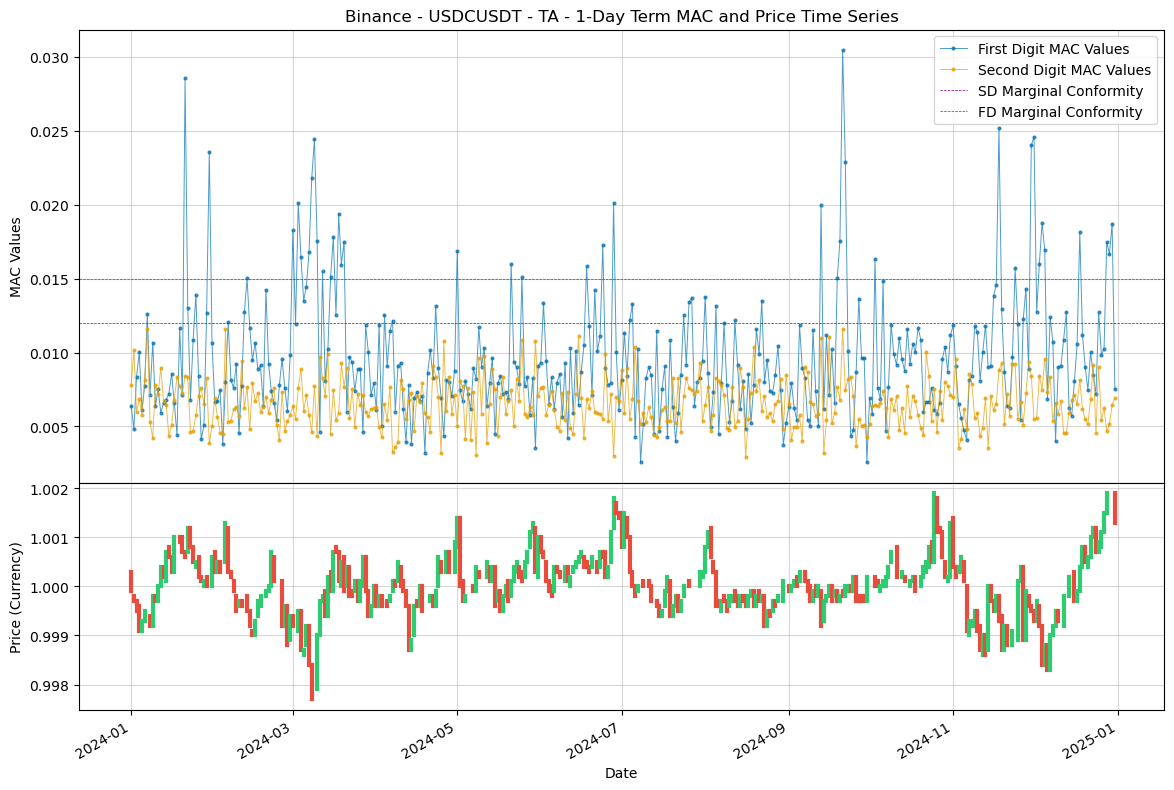 Binance - USDCUSDT - TA - 1-Day Term MAC and Price Time Series
First Digit MAC Values
Second Digit MAC Values
SD Marginal Conformity
FD Marginal Conformity
MAC Values
0.030
0.025
0.020
0.015
0.010
0.005
Price (Currency)
1.002
1.001
1.000
0.999
0.998
2024-01
2024-03
2024-05
2024-07
2024-09
2024-11
2025-01
Date